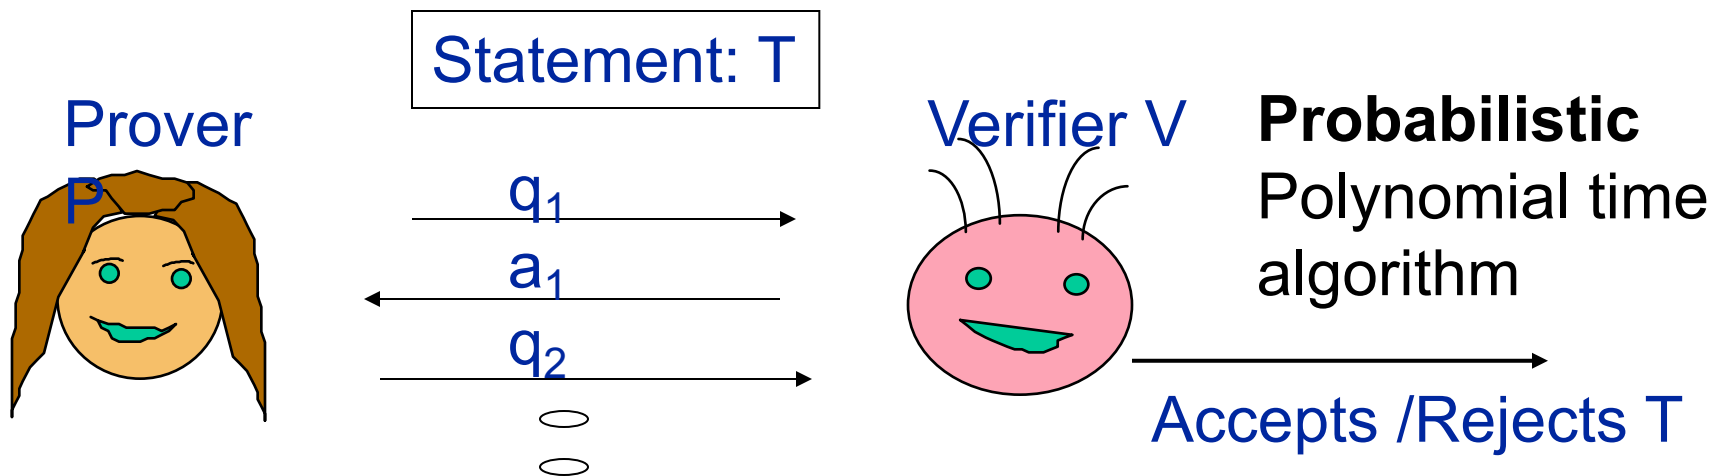 Statement: T
Prover
P
Verifier V
Probabilistic
Polynomial time
algorithm
q₁
a₁
q₂
Accepts /Rejects T